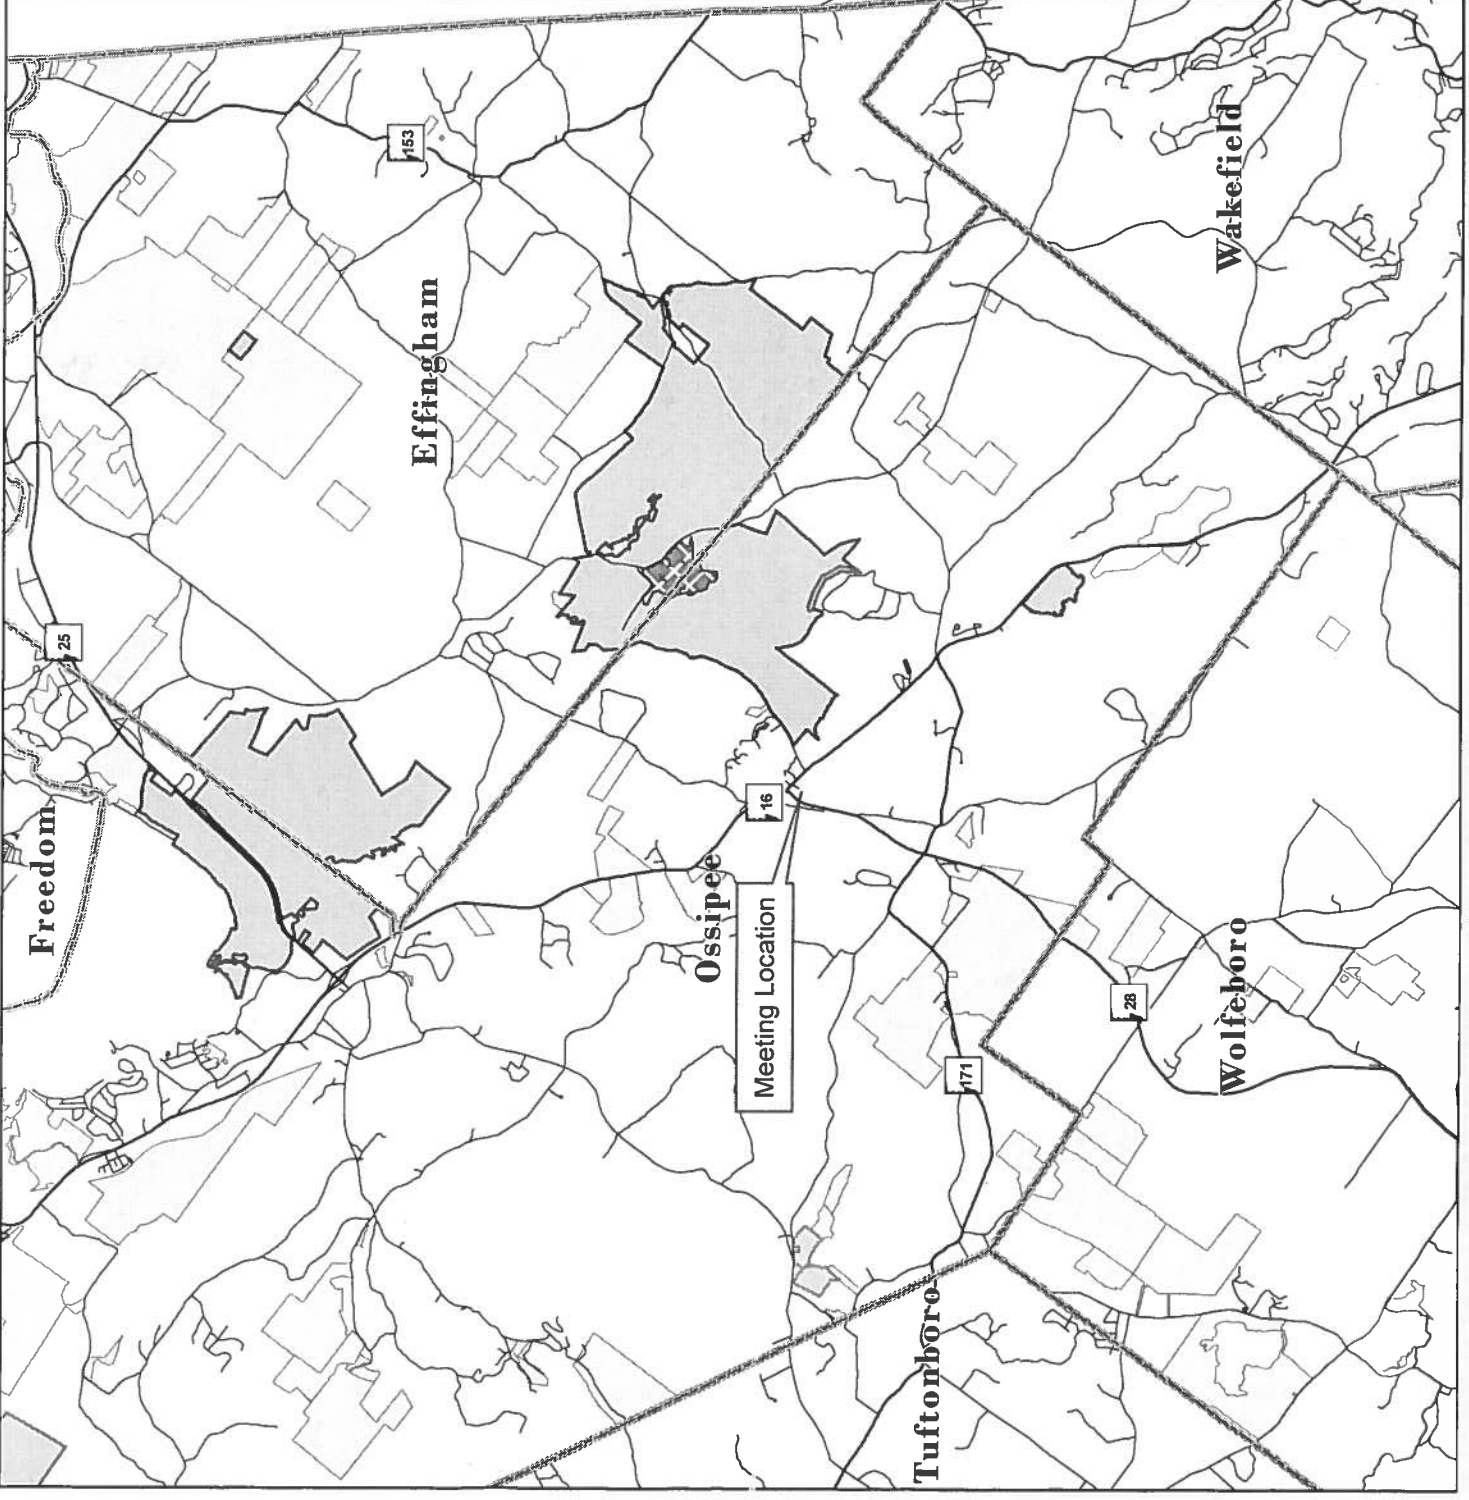 Freedom
25
Effingham
153
Ossipee
16
Meeting Location
171
Tuftonboro
28
Wolfeboro
Wakefield